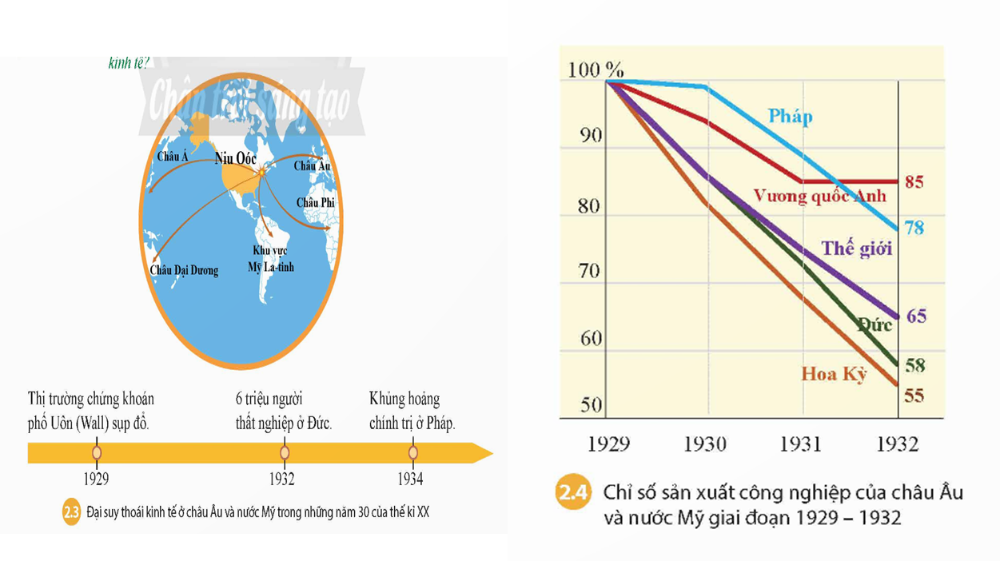 kinh tế?
Chân trời sáng tạo
Châu Á
Niu Oóc
Châu Âu
Châu Phi
Khu vực
Mỹ La-tinh
Châu Đại Dương
Thị trường chứng khoán
phố Uôn (Wall) sụp đổ.
6 triệu người
thất nghiệp ở Đức.
Khủng hoảng
chính trị ở Pháp.
1929
1932
1934
2.3 Đại suy thoái kinh tế ở châu Âu và nước Mỹ trong những năm 30 của thế kỉ XX
100 %
90
80
70
60
50
Pháp
Vương quốc Anh
Thế giới
Đức
Hoa Kỳ
85
78
65
58
55
1929 1930 1931 1932
2.4 Chỉ số sản xuất công nghiệp của châu Âu
và nước Mỹ giai đoạn 1929 – 1932